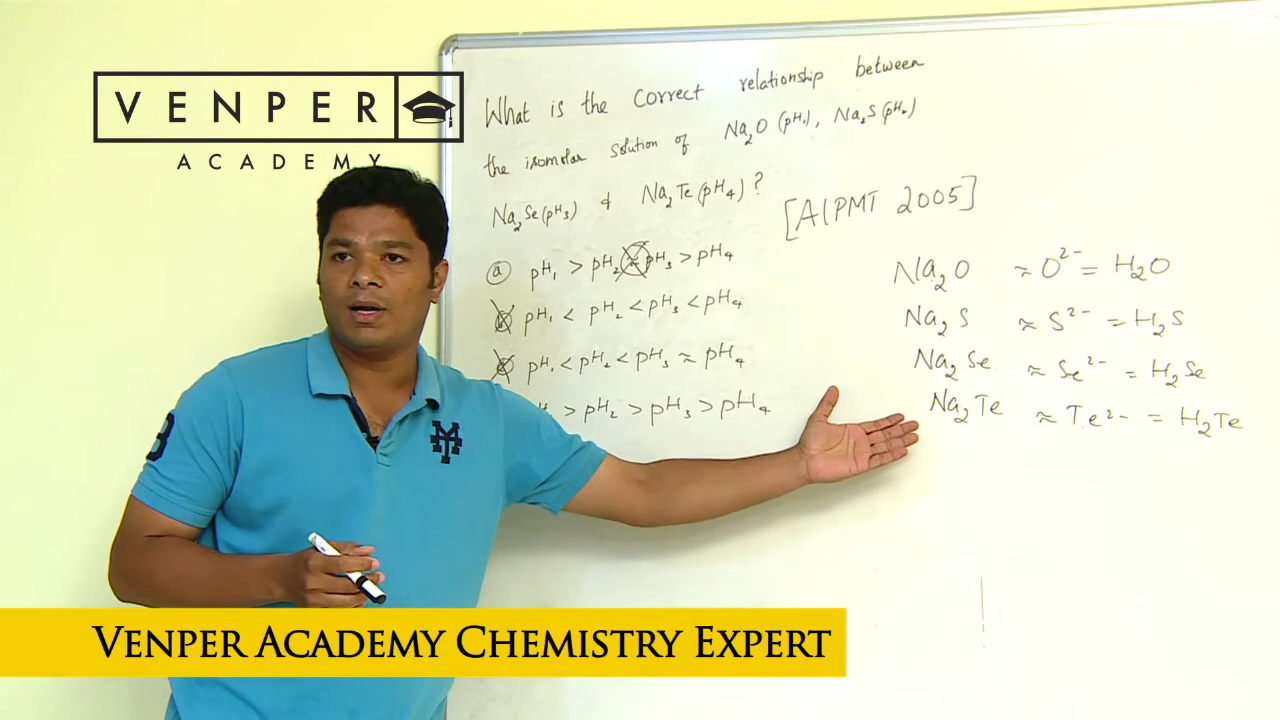 VENPER
ACADEMY
What is the correct relationship between
the isomolar solution of Na₂O (pH₁), Na₂S (pH₂)
Na₂Se (pH₃) & Na₂Te (pH₄) ?
[AIPMT 2005]
ⓐ pH₁ > pH₂ ≈ pH₃ > pH₄
pH₁ < pH₂ < pH₃ < pH₄
pH₁ < pH₂ < pH₃ ≈ pH₄
> pH₂ > pH₃ > pH₄
Na₂O ≈ O²⁻ = H₂O
Na₂S ≈ S²⁻ = H₂S
Na₂Se ≈ Se²⁻ = H₂Se
Na₂Te ≈ Te²⁻ = H₂Te
VENPER ACADEMY CHEMISTRY EXPERT